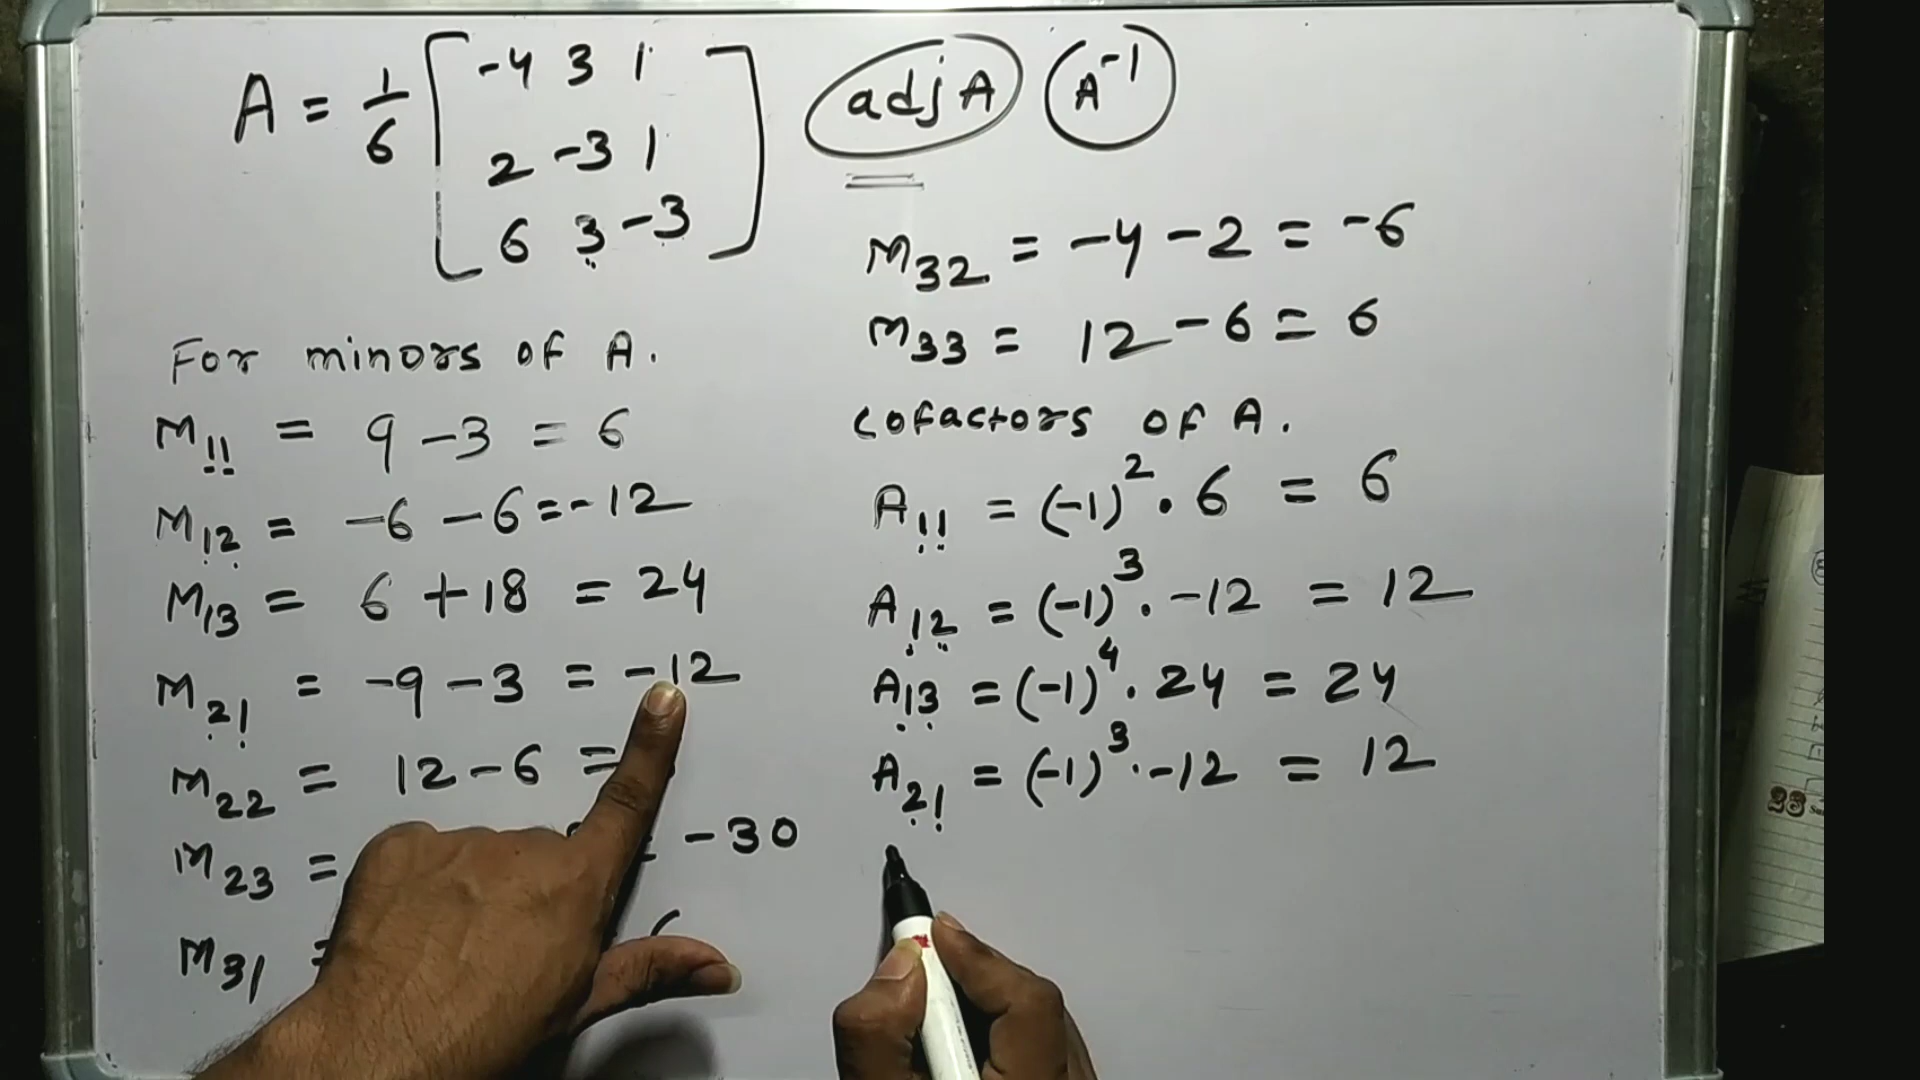 A = 1/6 [ -4 3 1
2 -3 1
6 3 -3 ]
adj A
A⁻¹
For minors of A.
M₁₁ = 9 - 3 = 6
M₁₂ = -6 - 6 = -12
M₁₃ = 6 + 18 = 24
M₂₁ = -9 - 3 = -12
M₂₂ = 12 - 6 =
M₂₃ = = -30
M₃₁ =
M₃₂ = -4 - 2 = -6
M₃₃ = 12 - 6 = 6
cofactors of A.
A₁₁ = (-1)² . 6 = 6
A₁₂ = (-1)³ . -12 = 12
A₁₃ = (-1)⁴ . 24 = 24
A₂₁ = (-1)³ . -12 = 12
23